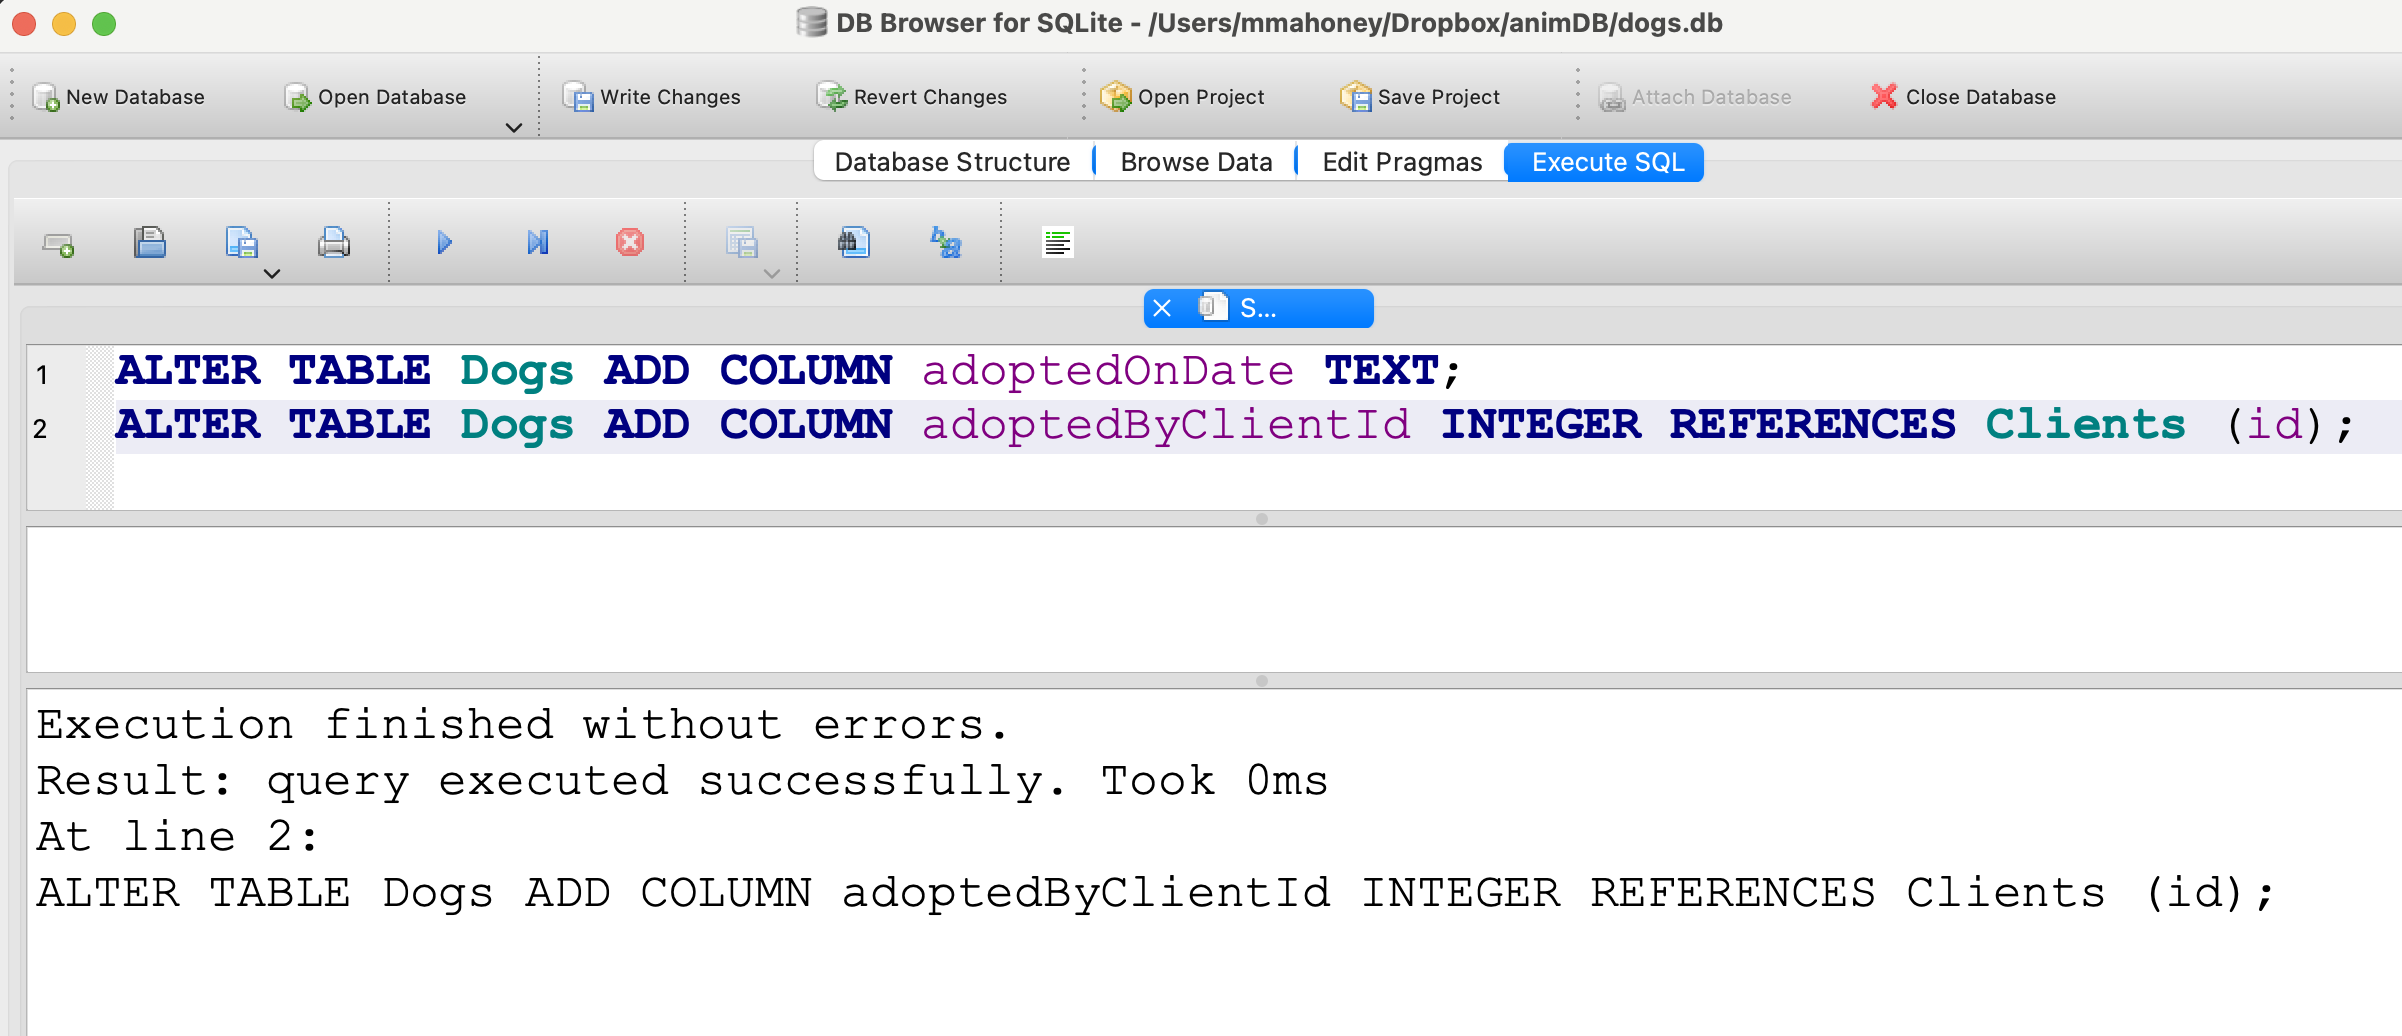 DB Browser for SQLite - /Users/mmahoney/Dropbox/animDB/dogs.db
New Database Open Database Write Changes Revert Changes Open Project Save Project Attach Database Close Database
Database Structure Browse Data Edit Pragmas Execute SQL
S...
1 ALTER TABLE Dogs ADD COLUMN adoptedOnDate TEXT;
2 ALTER TABLE Dogs ADD COLUMN adoptedByClientId INTEGER REFERENCES Clients (id);
Execution finished without errors.
Result: query executed successfully. Took 0ms
At line 2:
ALTER TABLE Dogs ADD COLUMN adoptedByClientId INTEGER REFERENCES Clients (id);